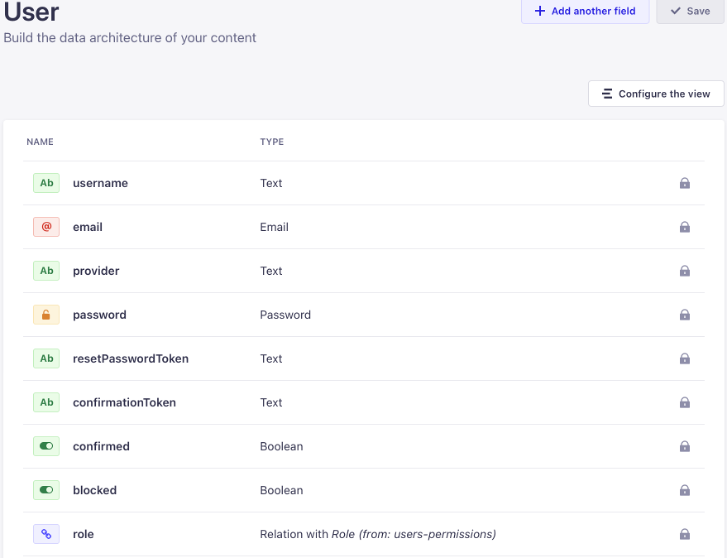 User
+ Add another field
Save
Build the data architecture of your content
Configure the view
NAME TYPE
Ab username Text
@ email Email
Ab provider Text
password Password
Ab resetPasswordToken Text
Ab confirmationToken Text
confirmed Boolean
blocked Boolean
role Relation with Role (from: users-permissions)